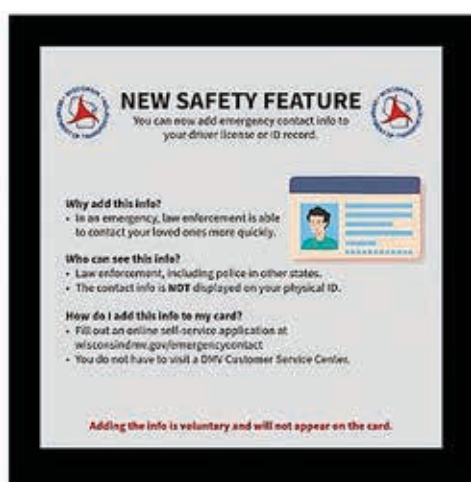 NEW SAFETY FEATURE
You can now add emergency contact info to
your driver license or ID record.
Why add this info?
• In an emergency, law enforcement is able
to contact your loved ones more quickly.
Who can see this info?
• Law enforcement, including police in other states.
• The contact info is NOT displayed on your physical ID.
How do I add this info to my card?
• Fill out an online self-service application at
wisconsindmv.gov/emergencycontact
• You do not have to visit a DMV Customer Service Center.
Adding the info is voluntary and will not appear on the card.